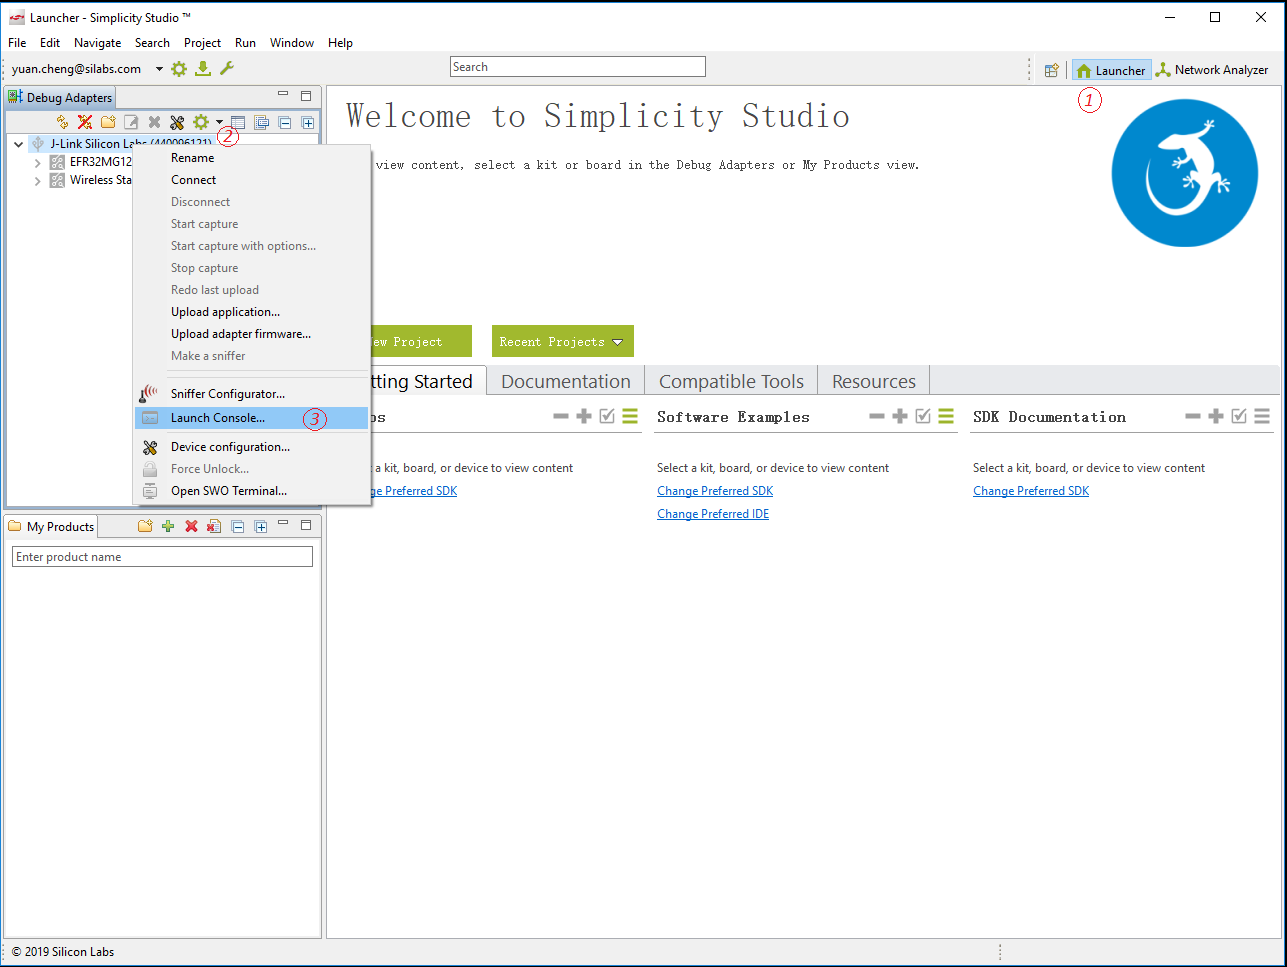 Launcher - Simplicity Studio ™
File Edit Navigate Search Project Run Window Help
yuan.cheng@silabs.com
Search
Launcher
Network Analyzer
1
Debug Adapters
2
J-Link Silicon Labs (440096121)
EFR32MG12
Wireless Sta
Rename
Connect
Disconnect
Start capture
Start capture with options...
Stop capture
Redo last upload
Upload application...
Upload adapter firmware...
Make a sniffer
Sniffer Configurator...
Launch Console...
3
Device configuration...
Force Unlock...
Open SWO Terminal...
Welcome to Simplicity Studio
view content, select a kit or board in the Debug Adapters or My Products view.
ew Project
Recent Projects
tting Started
Documentation
Compatible Tools
Resources
os
Software Examples
SDK Documentation
a kit, board, or device to view content
Select a kit, board, or device to view content
Select a kit, board, or device to view content
ge Preferred SDK
Change Preferred SDK
Change Preferred SDK
Change Preferred IDE
My Products
Enter product name
© 2019 Silicon Labs